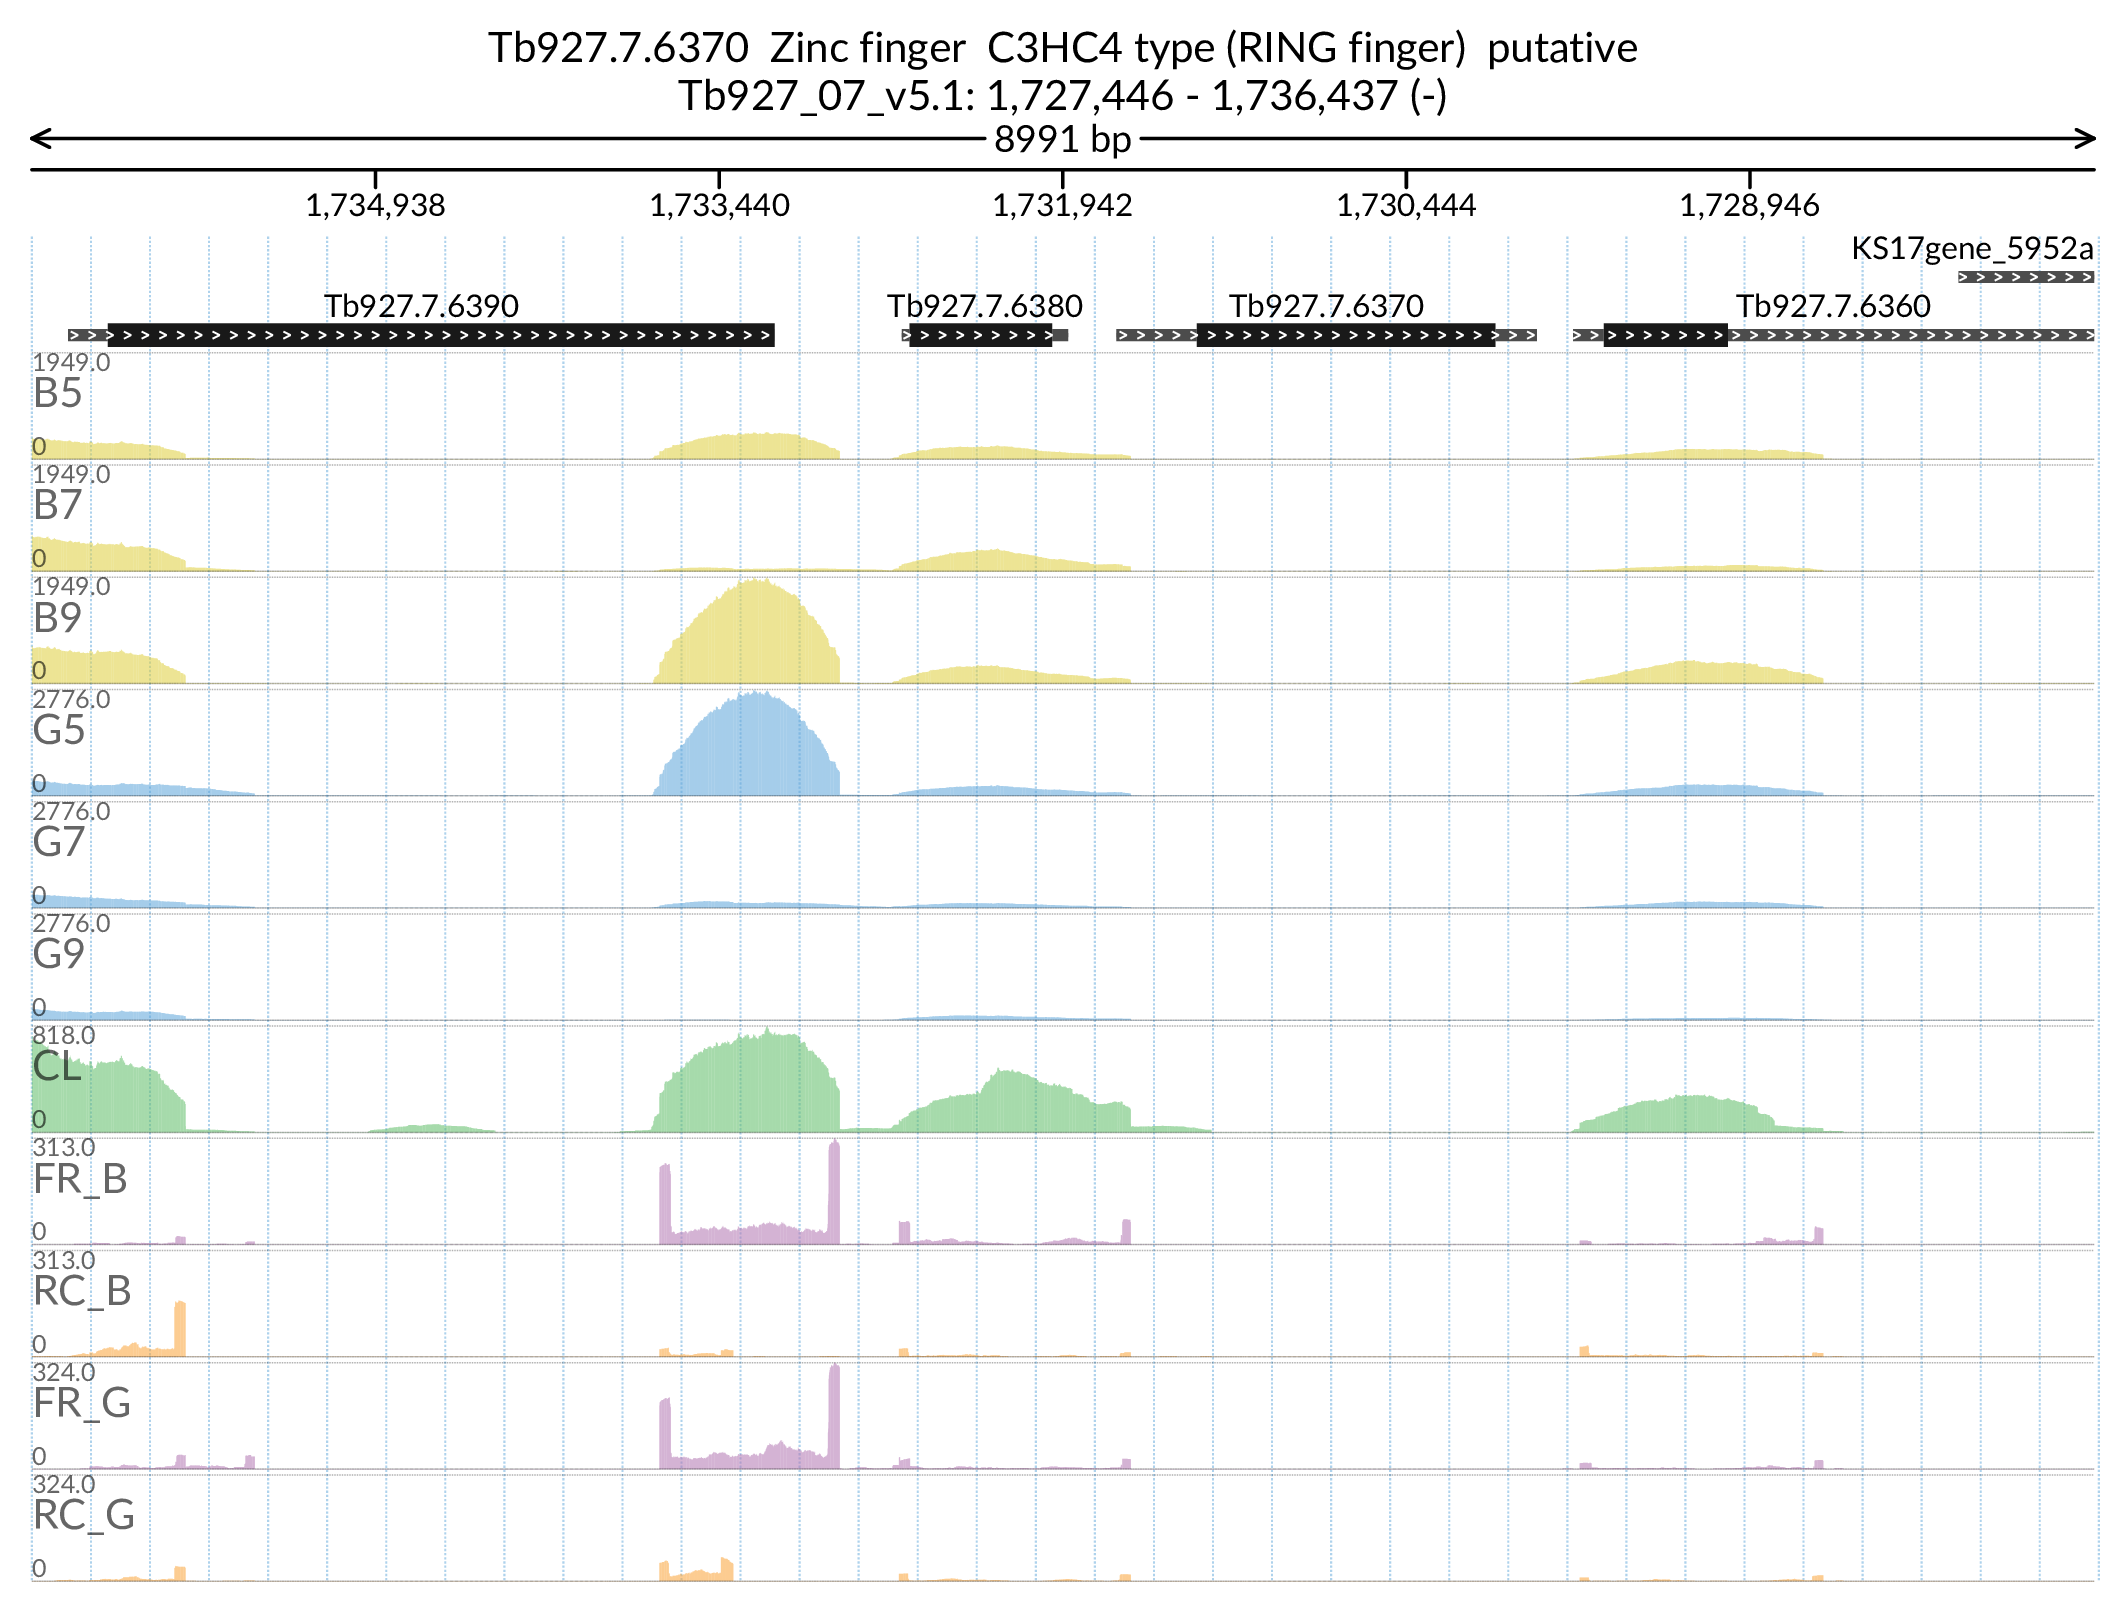 Tb927.7.6370  Zinc finger  C3HC4 type (RING finger)  putative
Tb927_07_v5.1: 1,727,446 - 1,736,437 (-)
8991 bp
1,734,938 1,733,440 1,731,942 1,730,444 1,728,946
KS17gene_5952a
Tb927.7.6390 Tb927.7.6380 Tb927.7.6370 Tb927.7.6360
1949.0
B5
0
1949.0
B7
0
1949.0
B9
0
2776.0
G5
0
2776.0
G7
0
2776.0
G9
0
818.0
CL
0
313.0
FR_B
0
313.0
RC_B
0
324.0
FR_G
0
324.0
RC_G
0